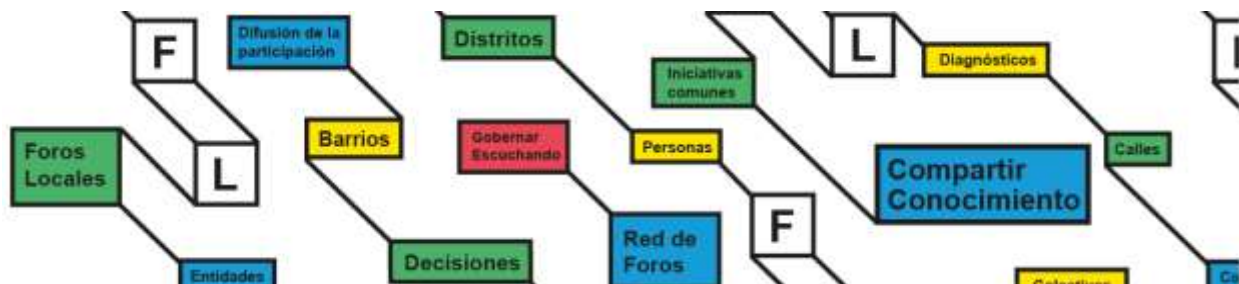 F
Difusión de la
participación
Distritos
L
Diagnósticos
Iniciativas
comunes
Foros
Locales
L
Barrios
Gobernar
Escuchando
Personas
Calles
Compartir
Conocimiento
F
Red de
Foros
Decisiones
Entidades